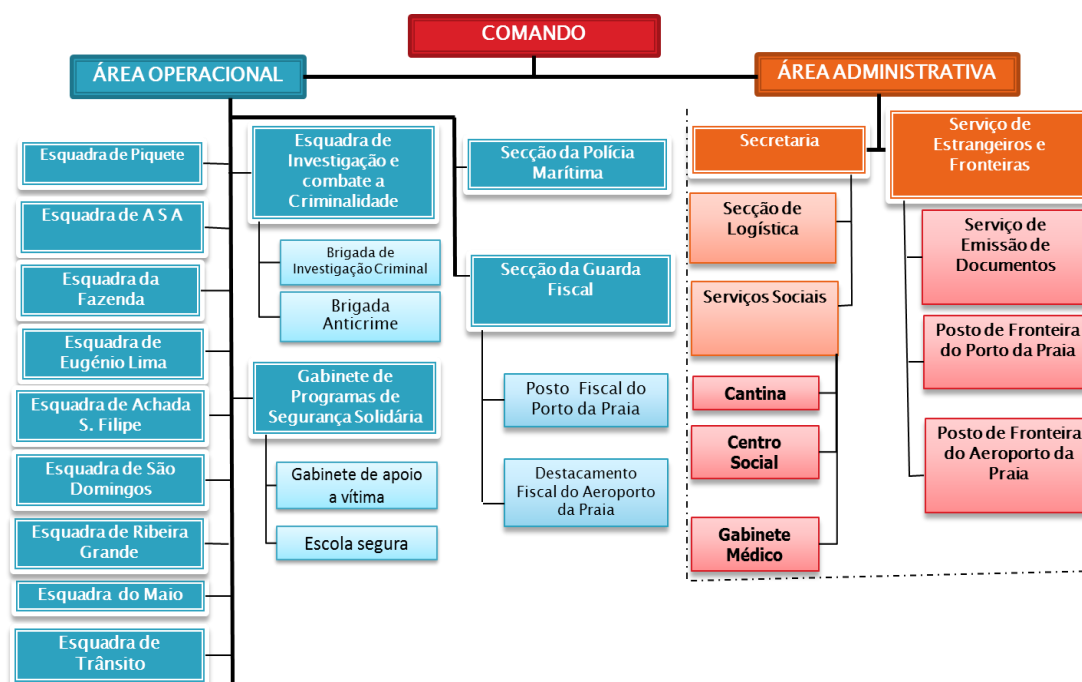 COMANDO
ÁREA OPERACIONAL
ÁREA ADMINISTRATIVA
Esquadra de Piquete
Esquadra de A S A
Esquadra da
Fazenda
Esquadra de
Eugénio Lima
Esquadra de Achada
S. Filipe
Esquadra de São
Domingos
Esquadra de Ribeira
Grande
Esquadra do Maio
Esquadra de
Trânsito
Esquadra de
Investigação e
combate a
Criminalidade
Brigada de
Investigação Criminal
Brigada
Anticrime
Gabinete de
Programas de
Segurança Solidária
Gabinete de apoio
a vítima
Escola segura
Secção da Polícia
Marítima
Secção da Guarda
Fiscal
Posto Fiscal do
Porto da Praia
Destacamento
Fiscal do Aeroporto
da Praia
Secretaria
Secção de
Logística
Serviços Sociais
Cantina
Centro
Social
Gabinete
Médico
Serviço de
Estrangeiros e
Fronteiras
Serviço de
Emissão de
Documentos
Posto de Fronteira
do Porto da Praia
Posto de Fronteira
do Aeroporto da
Praia